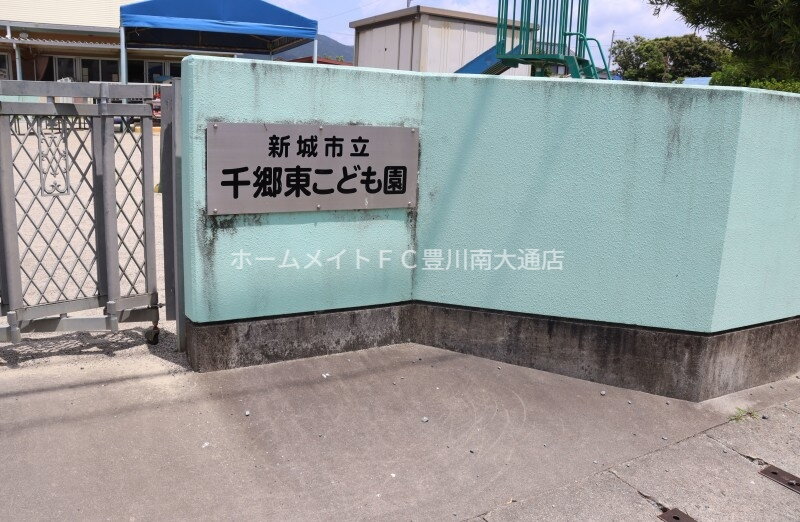 新城市立
千郷東こども園
ホームメイトＦＣ豊川南大通店